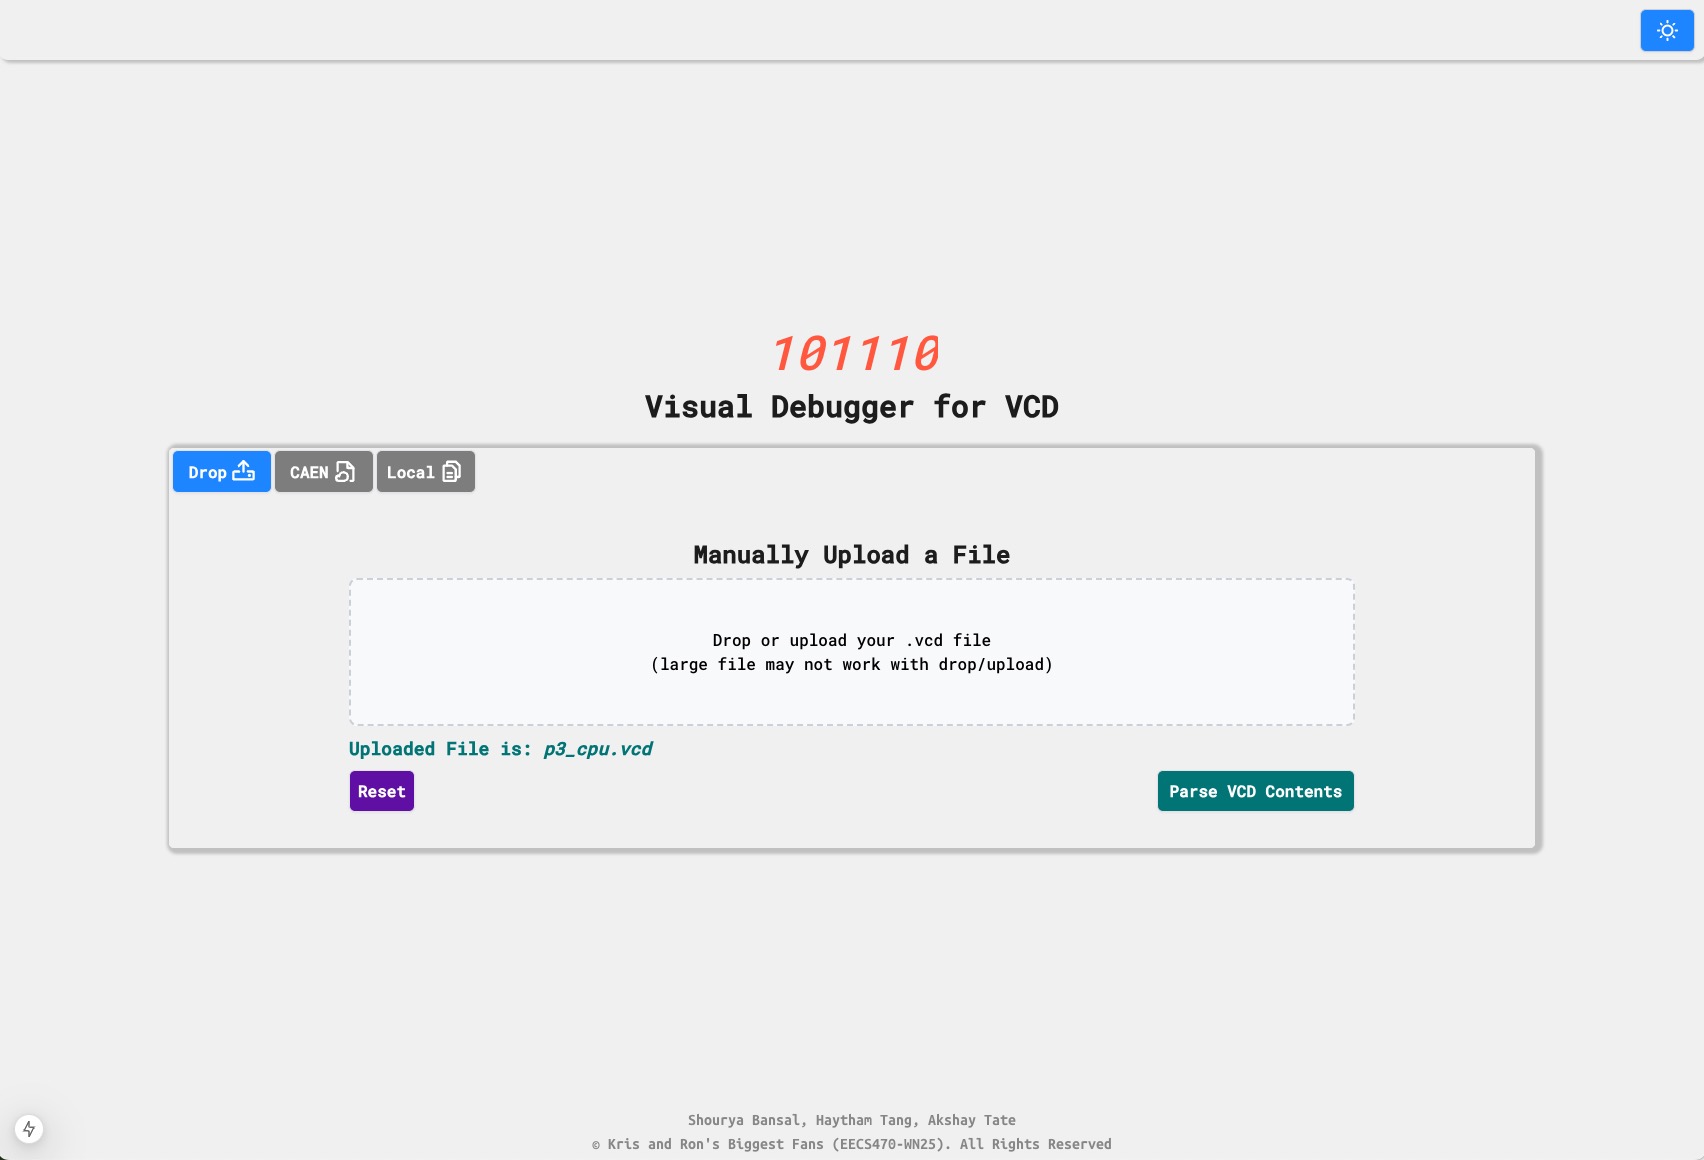 101110
Visual Debugger for VCD
Drop
CAEN
Local
Manually Upload a File
Drop or upload your .vcd file
(large file may not work with drop/upload)
Uploaded File is: p3_cpu.vcd
Reset
Parse VCD Contents
Shourya Bansal, Haytham Tang, Akshay Tate
© Kris and Ron's Biggest Fans (EECS470-WN25). All Rights Reserved